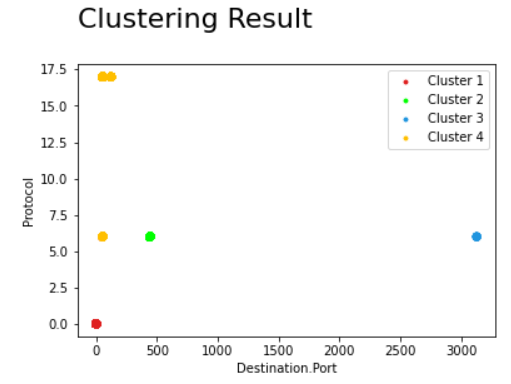 Clustering Result
17.5
15.0
12.5
10.0
7.5
5.0
2.5
0.0
Protocol
Cluster 1
Cluster 2
Cluster 3
Cluster 4
0 500 1000 1500 2000 2500 3000
Destination.Port